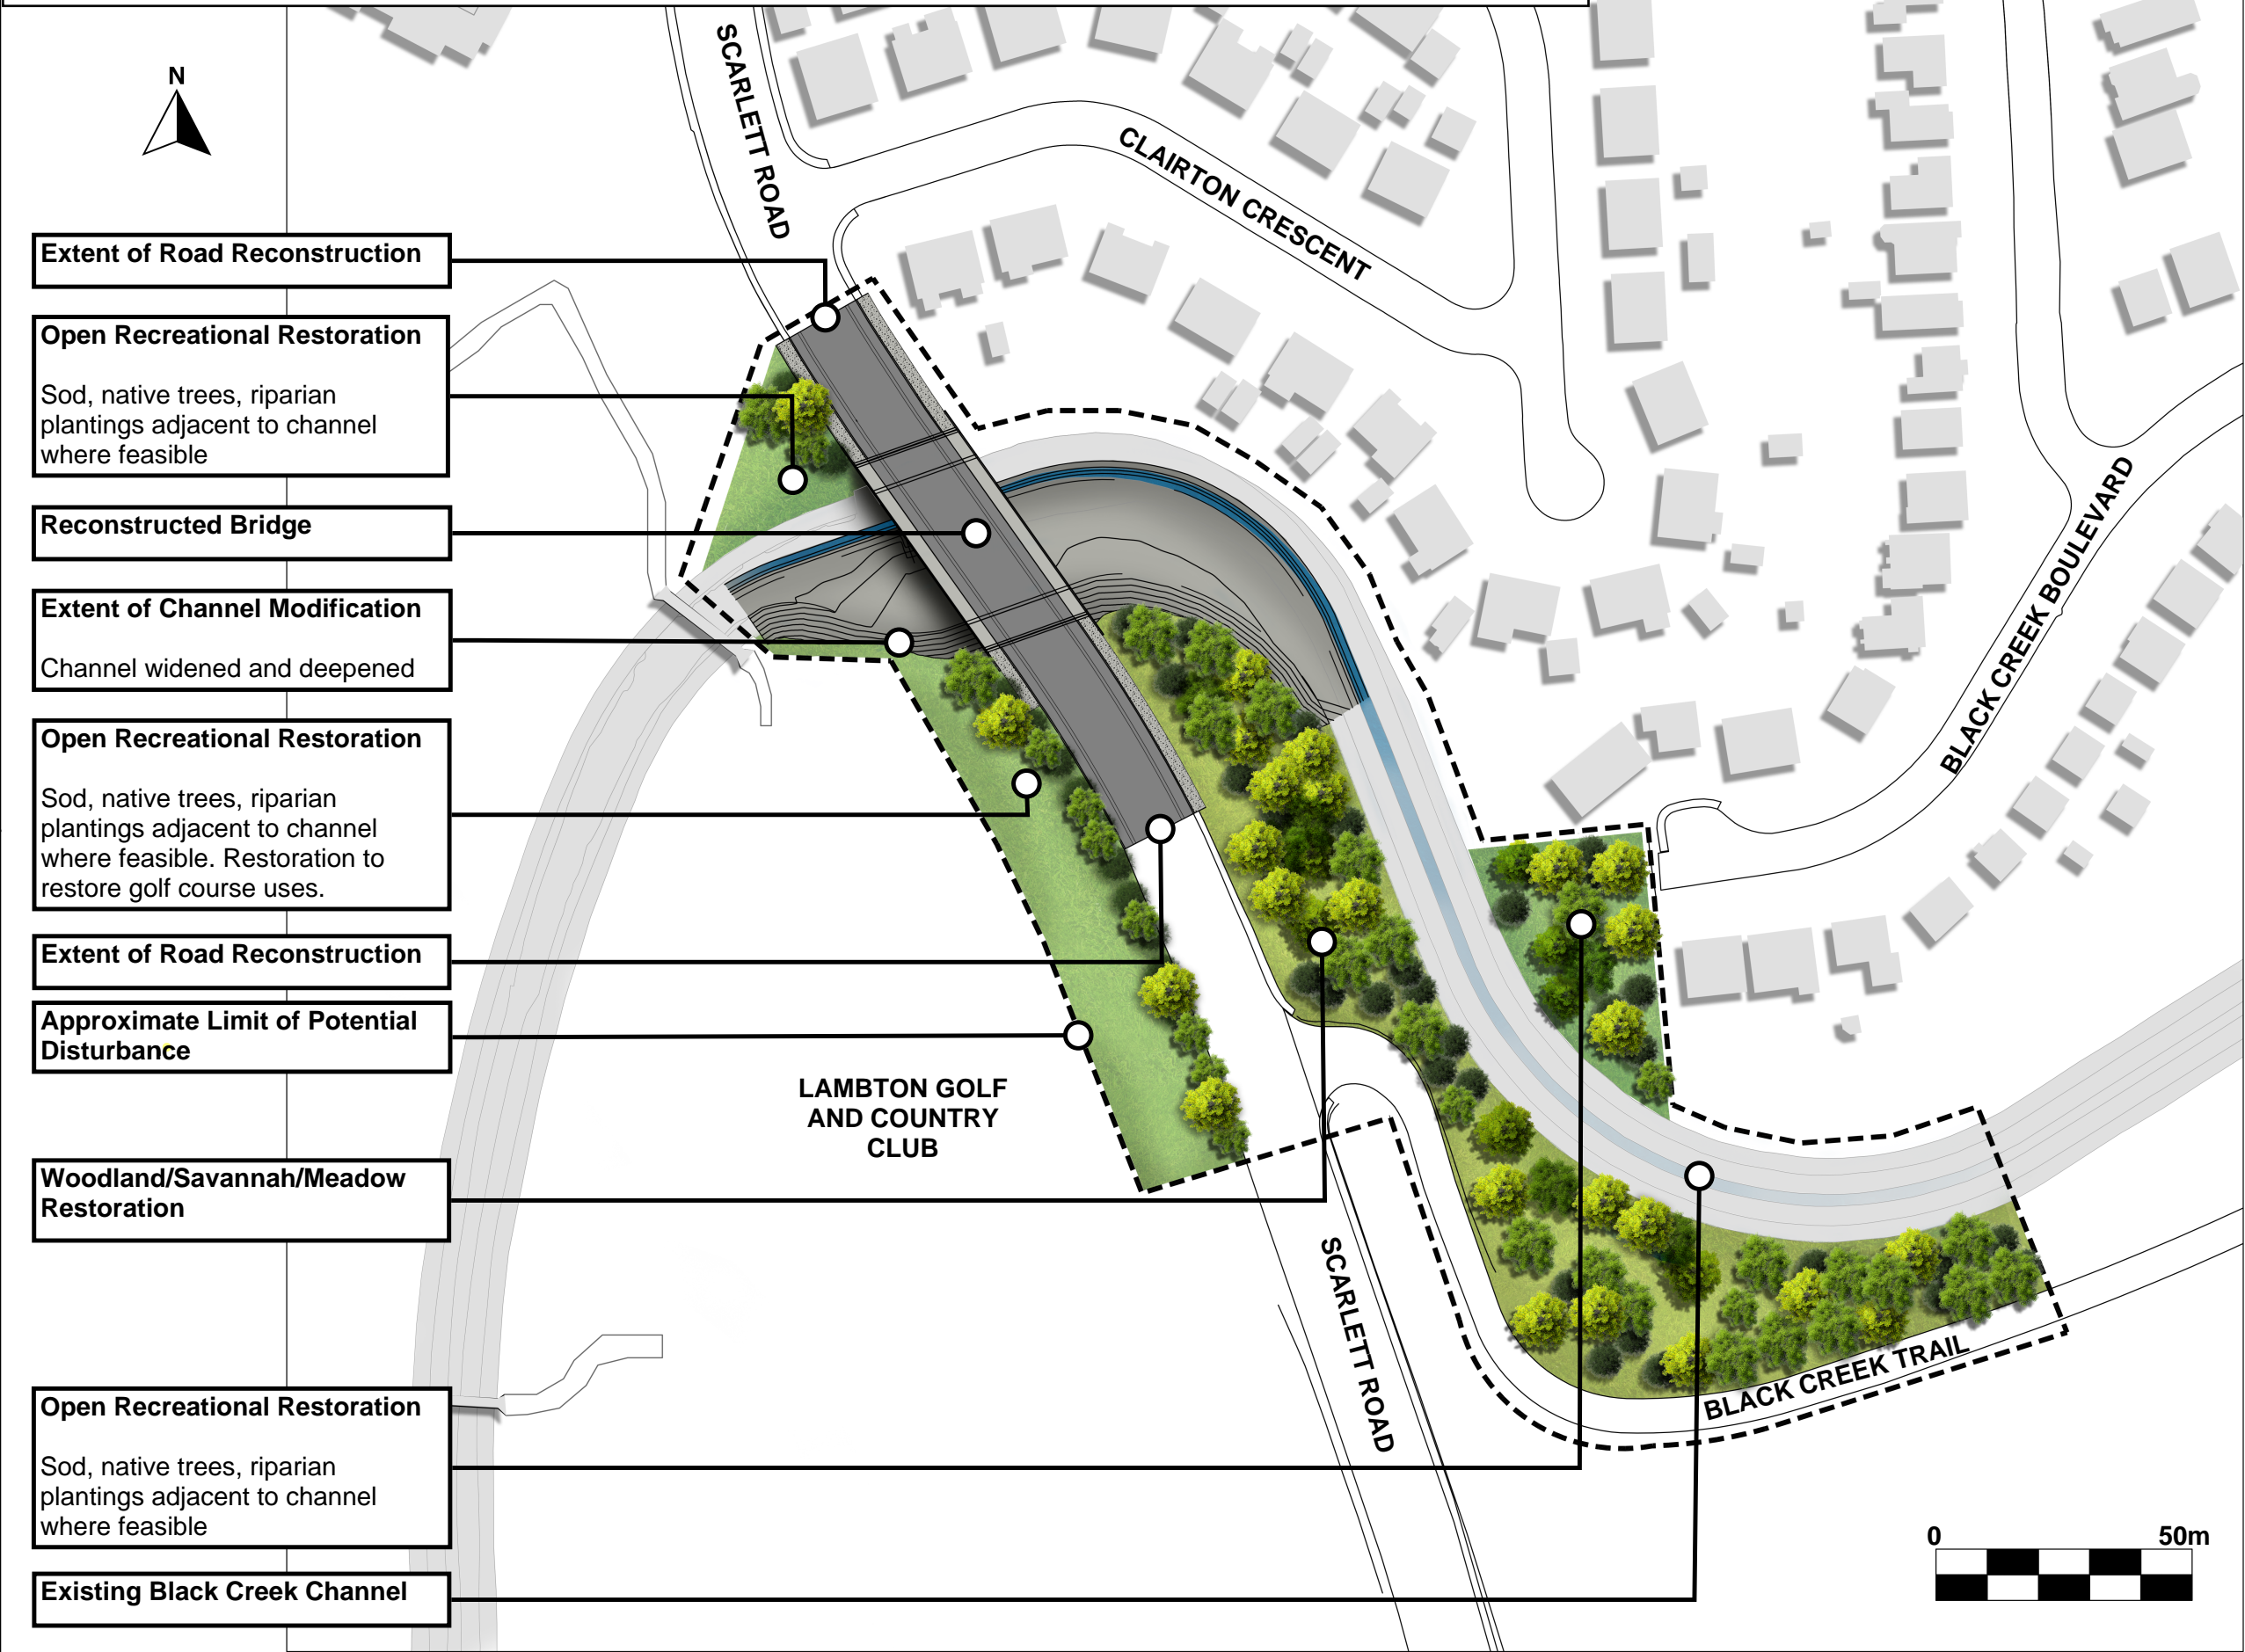 N
SCARLETT ROAD
CLAIRTON CRESCENT
BLACK CREEK BOULEVARD
Extent of Road Reconstruction
Open Recreational Restoration
Sod, native trees, riparian
plantings adjacent to channel
where feasible
Reconstructed Bridge
Extent of Channel Modification
Channel widened and deepened
Open Recreational Restoration
Sod, native trees, riparian
plantings adjacent to channel
where feasible. Restoration to
restore golf course uses.
Extent of Road Reconstruction
Approximate Limit of Potential
Disturbance
LAMBTON GOLF
AND COUNTRY
CLUB
Woodland/Savannah/Meadow
Restoration
SCARLETT ROAD
BLACK CREEK TRAIL
Open Recreational Restoration
Sod, native trees, riparian
plantings adjacent to channel
where feasible
Existing Black Creek Channel
0 50m